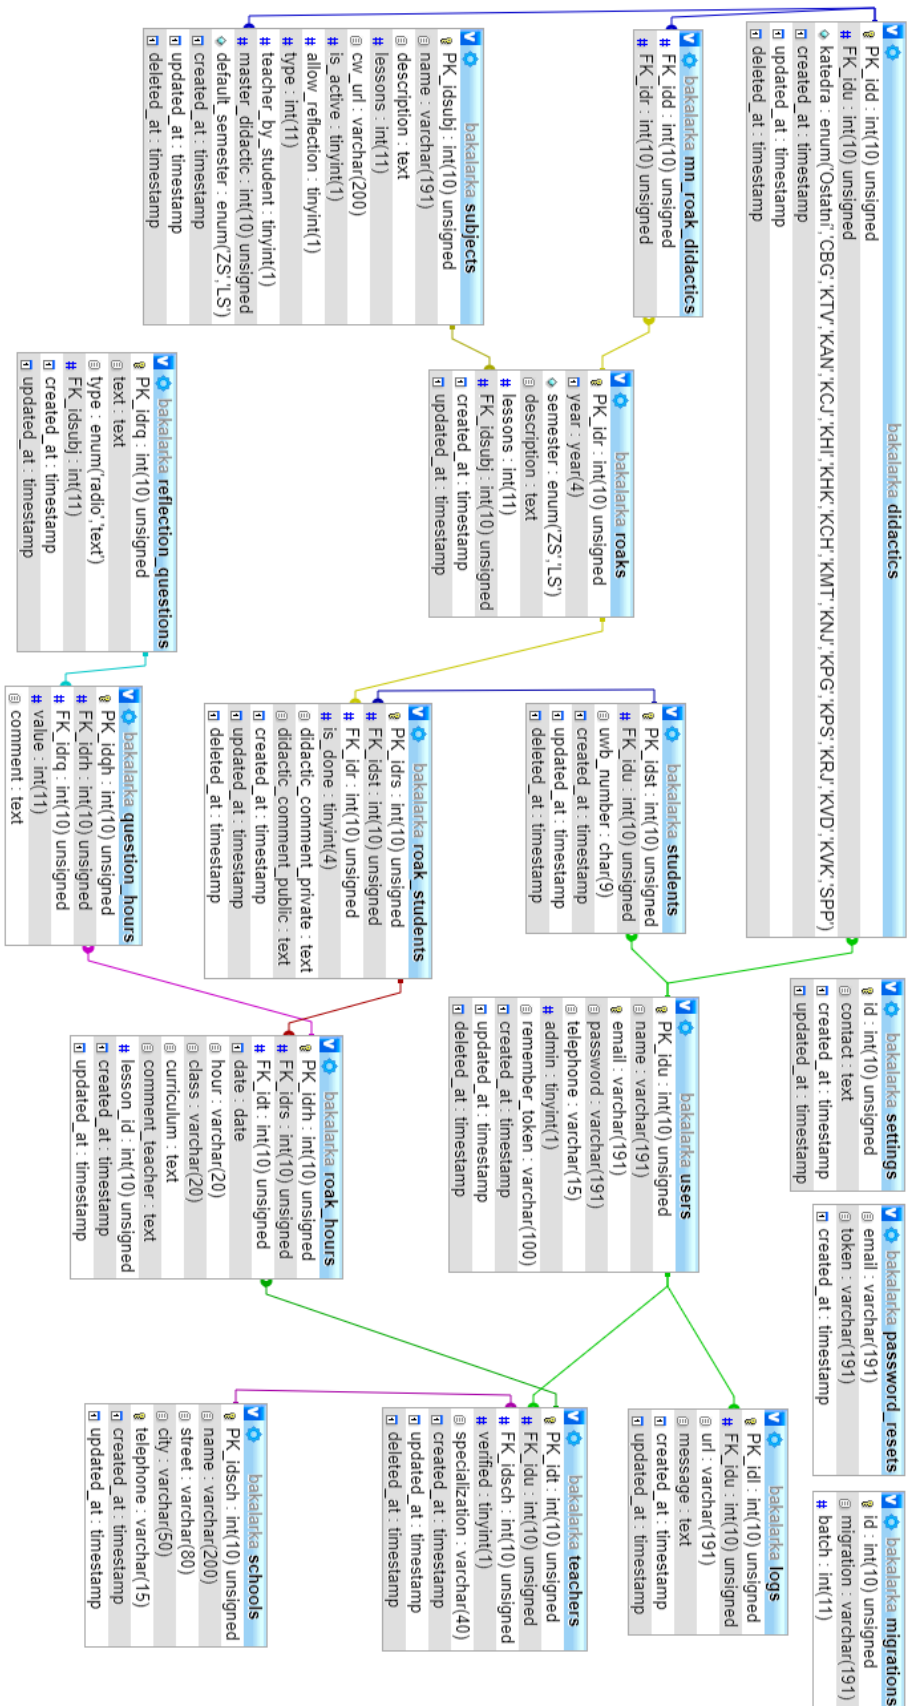 bakalarka didactics
PK_idd : int(10) unsigned
FK_idu : int(10) unsigned
katedra : enum('Ostatni','CBG','KTV','KAN','KCJ','KHI','KHK','KCH','KMT','KNJ','KPG','KPS','KRJ','KVD','KVK','SPP')
created_at : timestamp
updated_at : timestamp
deleted_at : timestamp
bakalarka settings
id : int(10) unsigned
contact : text
created_at : timestamp
updated_at : timestamp
bakalarka password_resets
email : varchar(191)
token : varchar(191)
created_at : timestamp
bakalarka migrations
id : int(10) unsigned
migration : varchar(191)
batch : int(11)
bakalarka mn_roak_didactics
FK_idd : int(10) unsigned
FK_idr : int(10) unsigned
bakalarka roaks
PK_idr : int(10) unsigned
year : year(4)
semester : enum('ZS','LS')
description : text
lessons : int(11)
FK_idsubj : int(10) unsigned
created_at : timestamp
updated_at : timestamp
bakalarka students
PK_idst : int(10) unsigned
FK_idu : int(10) unsigned
uwb_number : char(9)
created_at : timestamp
updated_at : timestamp
deleted_at : timestamp
bakalarka users
PK_idu : int(10) unsigned
name : varchar(191)
email : varchar(191)
password : varchar(191)
telephone : varchar(15)
admin : tinyint(1)
remember_token : varchar(100)
created_at : timestamp
updated_at : timestamp
deleted_at : timestamp
bakalarka logs
PK_idl : int(10) unsigned
FK_idu : int(10) unsigned
url : varchar(191)
message : text
created_at : timestamp
updated_at : timestamp
bakalarka subjects
PK_idsubj : int(10) unsigned
name : varchar(191)
description : text
lessons : int(11)
cw_url : varchar(200)
is_active : tinyint(1)
allow_reflection : tinyint(1)
type : int(11)
teacher_by_student : tinyint(1)
master_didactic : int(10) unsigned
default_semester : enum('ZS','LS')
created_at : timestamp
updated_at : timestamp
deleted_at : timestamp
bakalarka roak_students
PK_idrs : int(10) unsigned
FK_idst : int(10) unsigned
FK_idr : int(10) unsigned
is_done : tinyint(4)
didactic_comment_private : text
didactic_comment_public : text
created_at : timestamp
updated_at : timestamp
deleted_at : timestamp
bakalarka teachers
PK_idt : int(10) unsigned
FK_idu : int(10) unsigned
FK_idsch : int(10) unsigned
verified : tinyint(1)
specialization : varchar(40)
created_at : timestamp
updated_at : timestamp
deleted_at : timestamp
bakalarka reflection_questions
PK_idrq : int(10) unsigned
text : text
type : enum('radio','text')
FK_idsubj : int(11)
created_at : timestamp
updated_at : timestamp
bakalarka question_hours
PK_idqh : int(10) unsigned
FK_idrh : int(10) unsigned
FK_idrq : int(10) unsigned
value : int(11)
comment : text
bakalarka roak_hours
PK_idrh : int(10) unsigned
FK_idrs : int(10) unsigned
FK_idt : int(10) unsigned
date : date
hour : varchar(20)
class : varchar(20)
curriculum : text
comment_teacher : text
lesson_id : int(10) unsigned
created_at : timestamp
updated_at : timestamp
bakalarka schools
PK_idsch : int(10) unsigned
name : varchar(200)
street : varchar(80)
city : varchar(50)
telephone : varchar(15)
created_at : timestamp
updated_at : timestamp